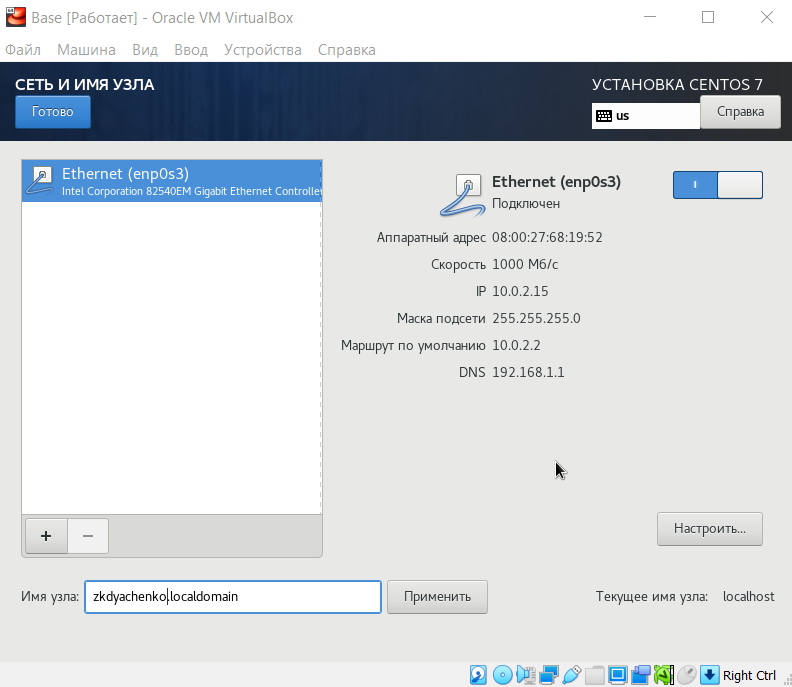 Base [Работает] - Oracle VM VirtualBox
Файл Машина Вид Ввод Устройства Справка
СЕТЬ И ИМЯ УЗЛА
УСТАНОВКА CENTOS 7
Готово
us
Справка
Ethernet (enp0s3)
Intel Corporation 82540EM Gigabit Ethernet Controller
Ethernet (enp0s3)
Подключен
Аппаратный адрес 08:00:27:68:19:52
Скорость 1000 Мб/с
IP 10.0.2.15
Маска подсети 255.255.255.0
Маршрут по умолчанию 10.0.2.2
DNS 192.168.1.1
+ −
Настроить...
Имя узла: zkdyachenko.localdomain Применить Текущее имя узла: localhost
Right Ctrl